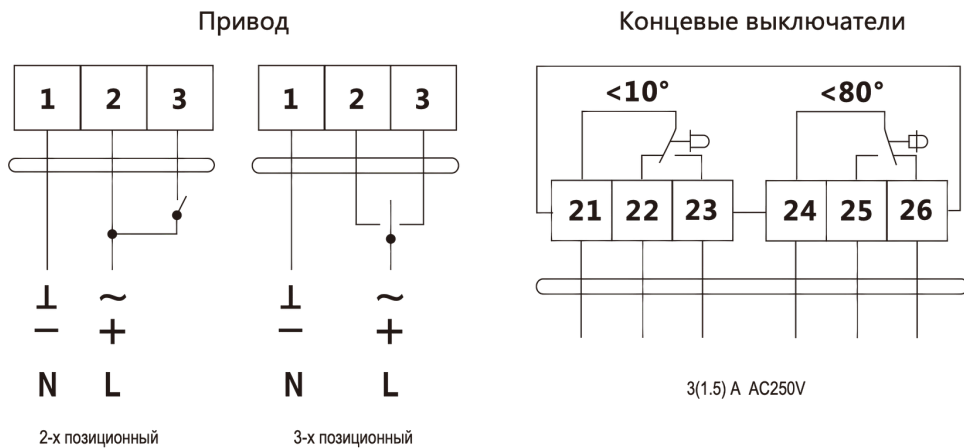 Привод
Концевые выключатели
1 2 3
1 2 3
<10°
<80°
21 22 23
24 25 26
⊥ ~
− +
N L
2-х позиционный
⊥ ~
− +
N L
3-х позиционный
3(1.5) A AC250V